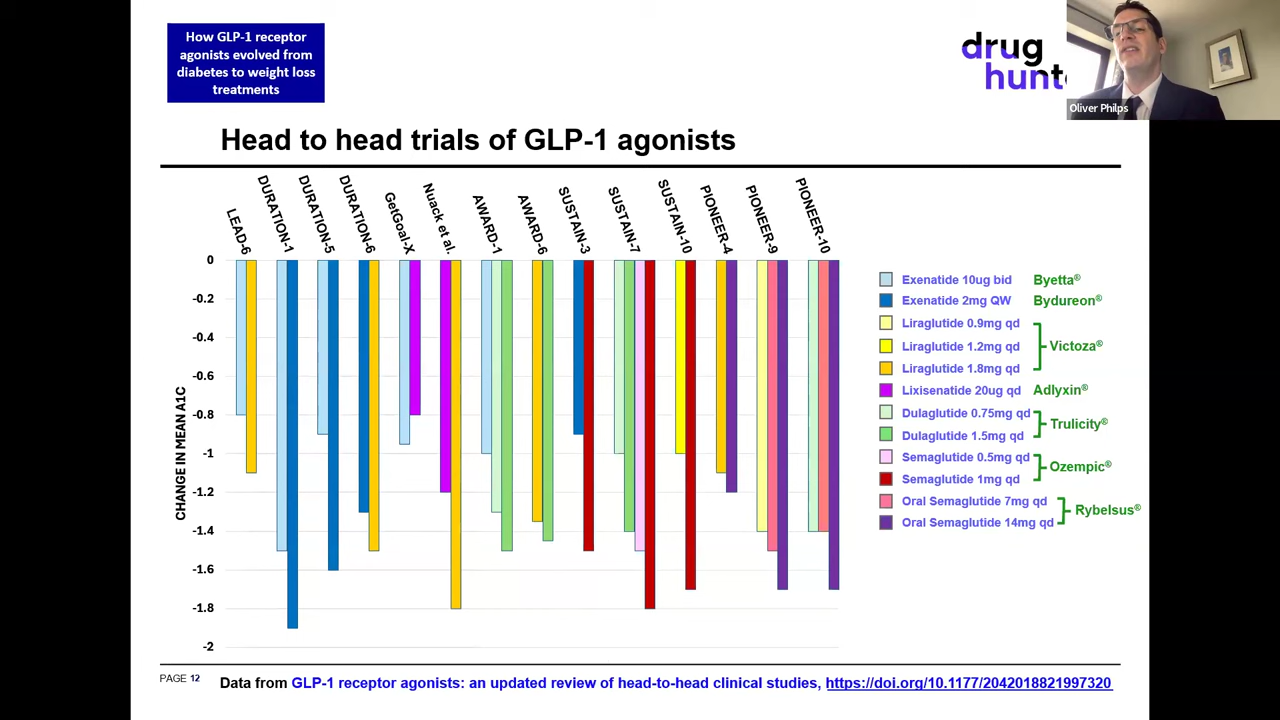 How GLP-1 receptor
agonists evolved from
diabetes to weight loss
treatments
drug
hunt
Oliver Philps
Head to head trials of GLP-1 agonists
LEAD-6
DURATION-1
DURATION-5
DURATION-6
GetGoal-X
Nuack et al.
AWARD-1
AWARD-6
SUSTAIN-3
SUSTAIN-7
SUSTAIN-10
PIONEER-4
PIONEER-9
PIONEER-10
CHANGE IN MEAN A1C
0
-0.2
-0.4
-0.6
-0.8
-1
-1.2
-1.4
-1.6
-1.8
-2
Exenatide 10ug bid Byetta®
Exenatide 2mg QW Bydureon®
Liraglutide 0.9mg qd
Liraglutide 1.2mg qd Victoza®
Liraglutide 1.8mg qd
Lixisenatide 20ug qd Adlyxin®
Dulaglutide 0.75mg qd
Trulicity®
Dulaglutide 1.5mg qd
Semaglutide 0.5mg qd
Ozempic®
Semaglutide 1mg qd
Oral Semaglutide 7mg qd
Rybelsus®
Oral Semaglutide 14mg qd
PAGE 12
Data from GLP-1 receptor agonists: an updated review of head-to-head clinical studies, https://doi.org/10.1177/2042018821997320